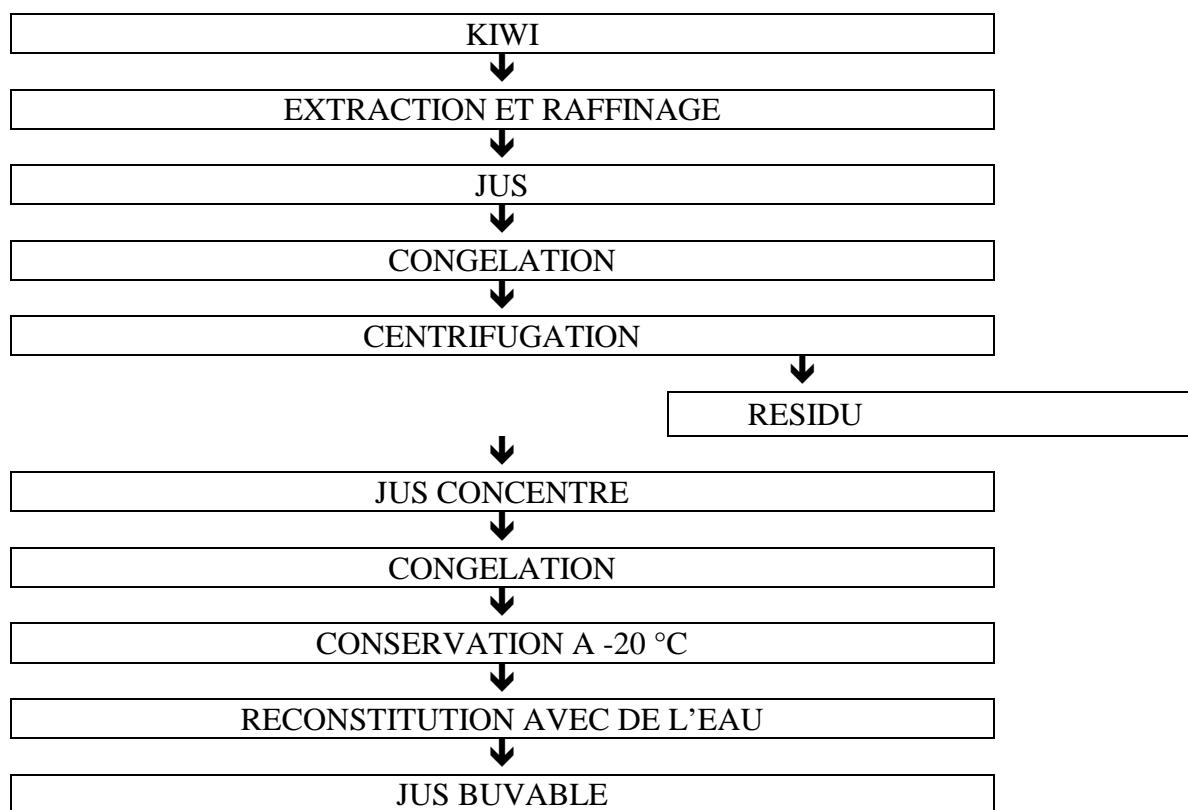 KIWI
EXTRACTION ET RAFFINAGE
JUS
CONGELATION
CENTRIFUGATION
RESIDU
JUS CONCENTRE
CONGELATION
CONSERVATION A -20 °C
RECONSTITUTION AVEC DE L’EAU
JUS BUVABLE